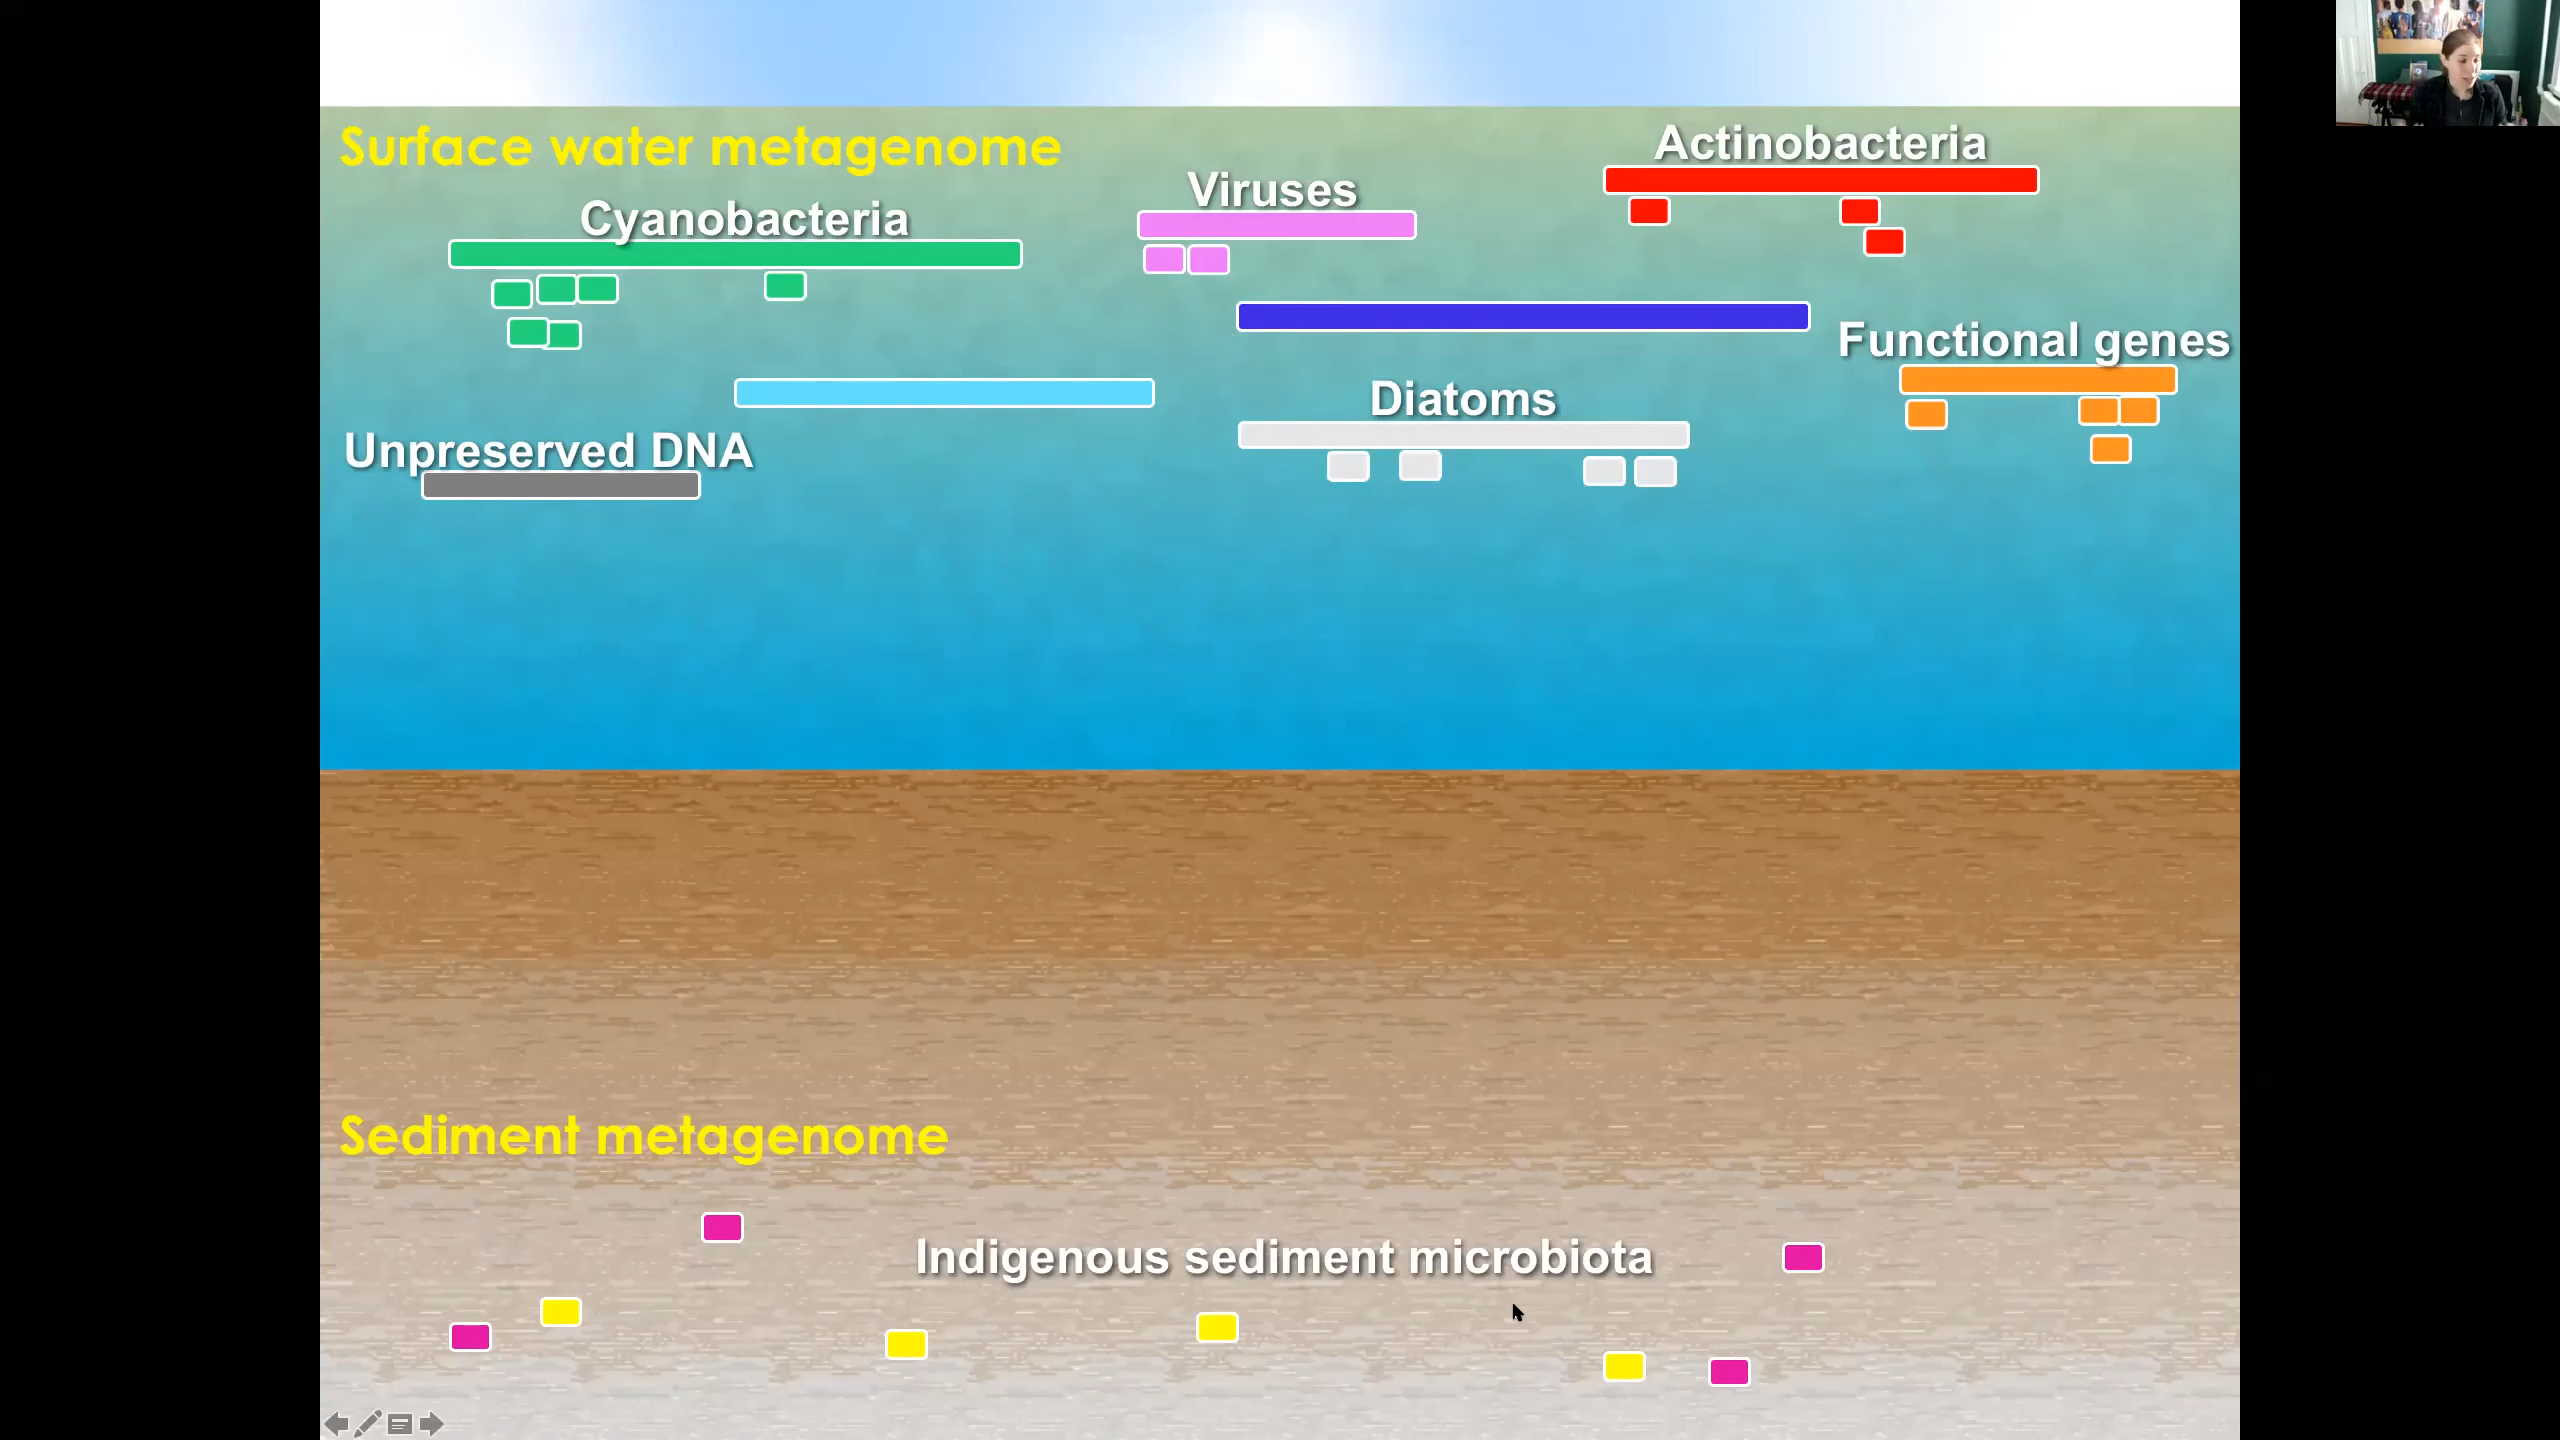 Surface water metagenome
Actinobacteria
Viruses
Cyanobacteria
Functional genes
Diatoms
Unpreserved DNA
Sediment metagenome
Indigenous sediment microbiota